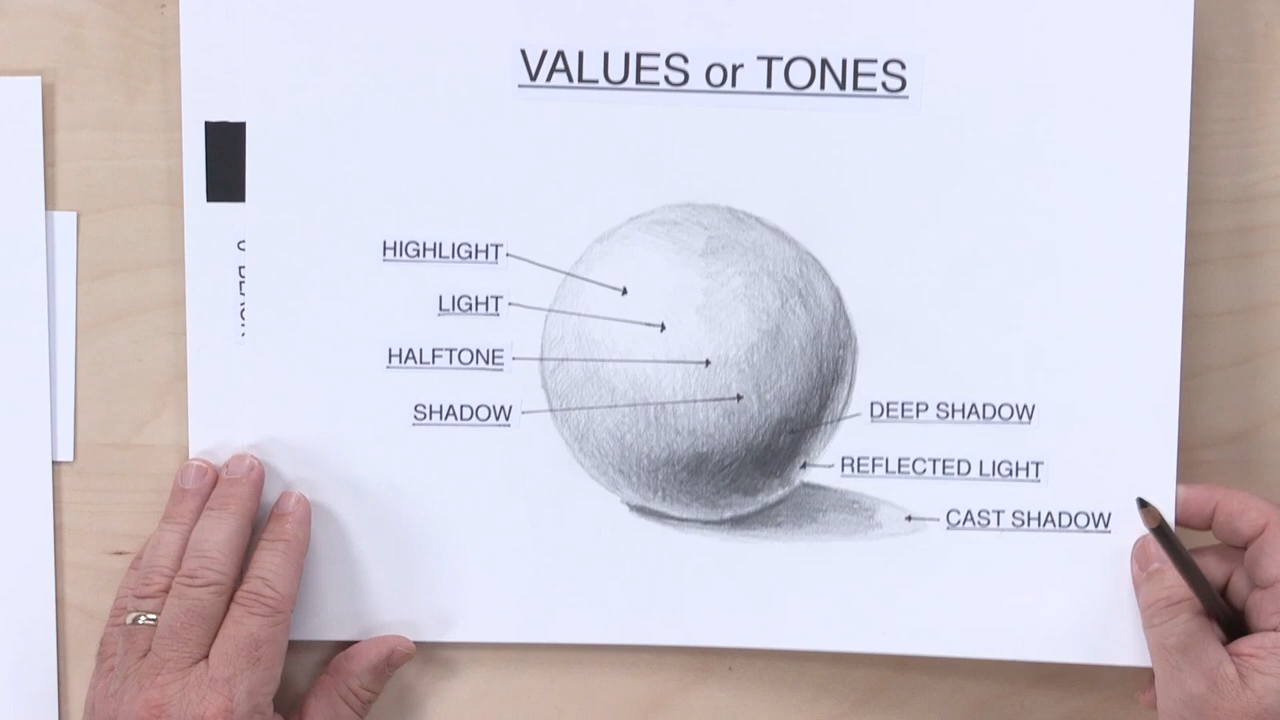 VALUES or TONES
HIGHLIGHT
LIGHT
HALFTONE
SHADOW
DEEP SHADOW
REFLECTED LIGHT
CAST SHADOW